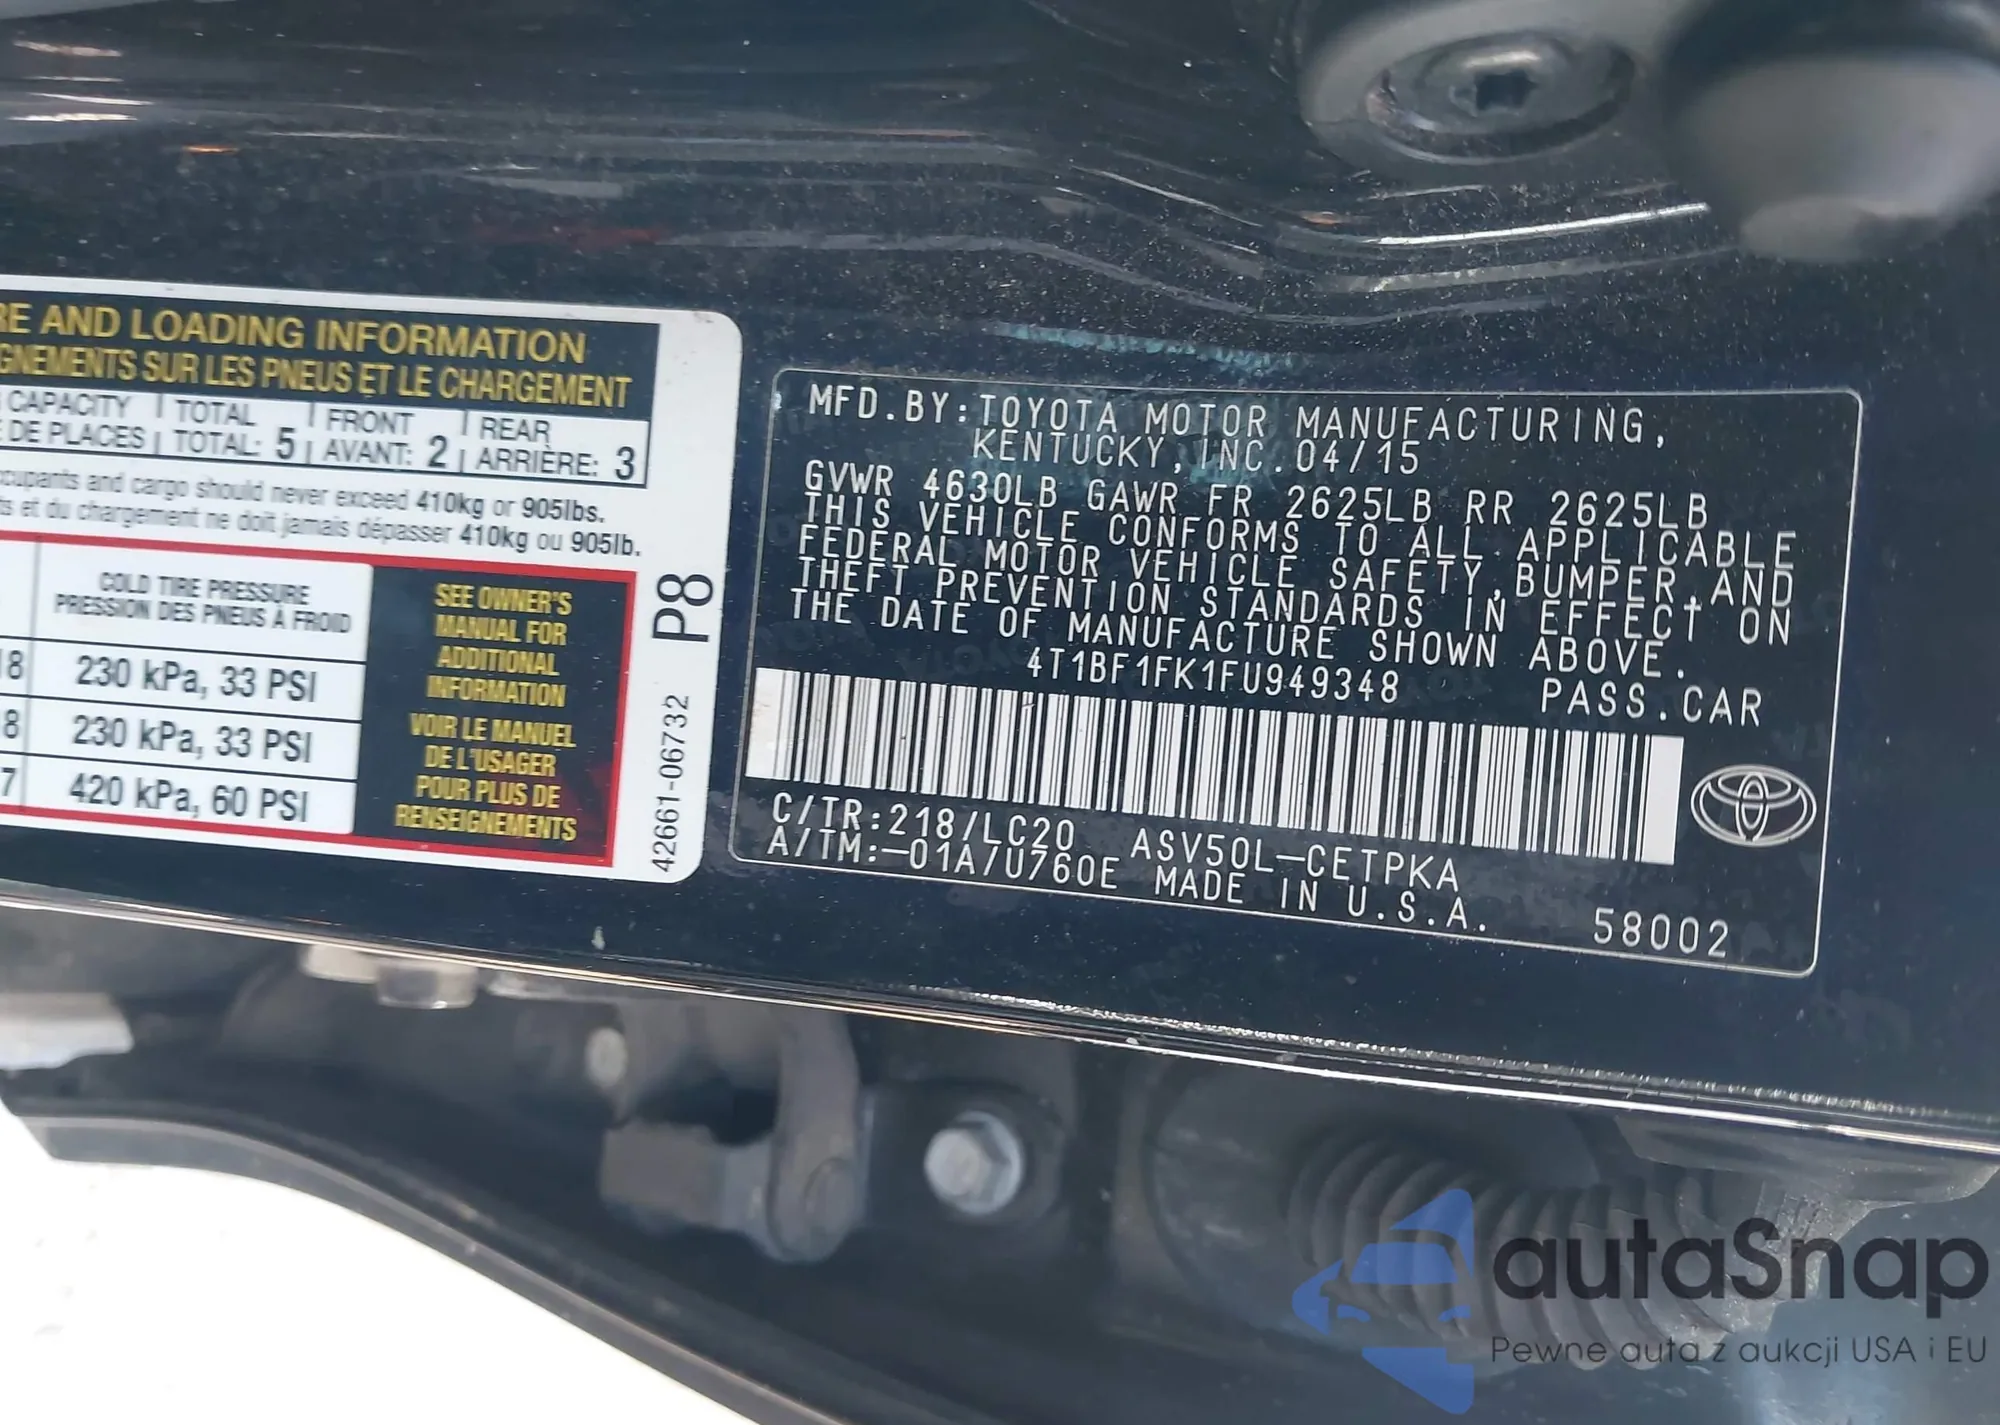 RE AND LOADING INFORMATION
GNEMENTS SUR LES PNEUS ET LE CHARGEMENT
CAPACITY | TOTAL | FRONT | REAR
DE PLACES | TOTAL: 5 | AVANT: 2 | ARRIÈRE: 3
cupants and cargo should never exceed 410kg or 905lbs.
ts et du chargement ne doit jamais dépasser 410kg ou 905lb.
COLD TIRE PRESSURE
PRESSION DES PNEUS À FROID
18 230 kPa, 33 PSI
8 230 kPa, 33 PSI
7 420 kPa, 60 PSI
SEE OWNER'S
MANUAL FOR
ADDITIONAL
INFORMATION
VOIR LE MANUEL
DE L'USAGER
POUR PLUS DE
RENSEIGNEMENTS
42661-06732 P8
MFD.BY:TOYOTA MOTOR MANUFACTURING,
KENTUCKY, INC. 04/15
GVWR 4630LB GAWR FR 2625LB RR 2625LB
THIS VEHICLE CONFORMS TO ALL APPLICABLE
FEDERAL MOTOR VEHICLE SAFETY, BUMPER, AND
THEFT PREVENTION STANDARDS IN EFFECT ON
THE DATE OF MANUFACTURE SHOWN ABOVE.
4T1BF1FK1FU949348 PASS.CAR
C/TR:218/LC20 ASV50L-CETPKA
A/TM:-01A/U760E MADE IN U.S.A. 58002
autaSnap
Pewne auta z aukcji USA i EU